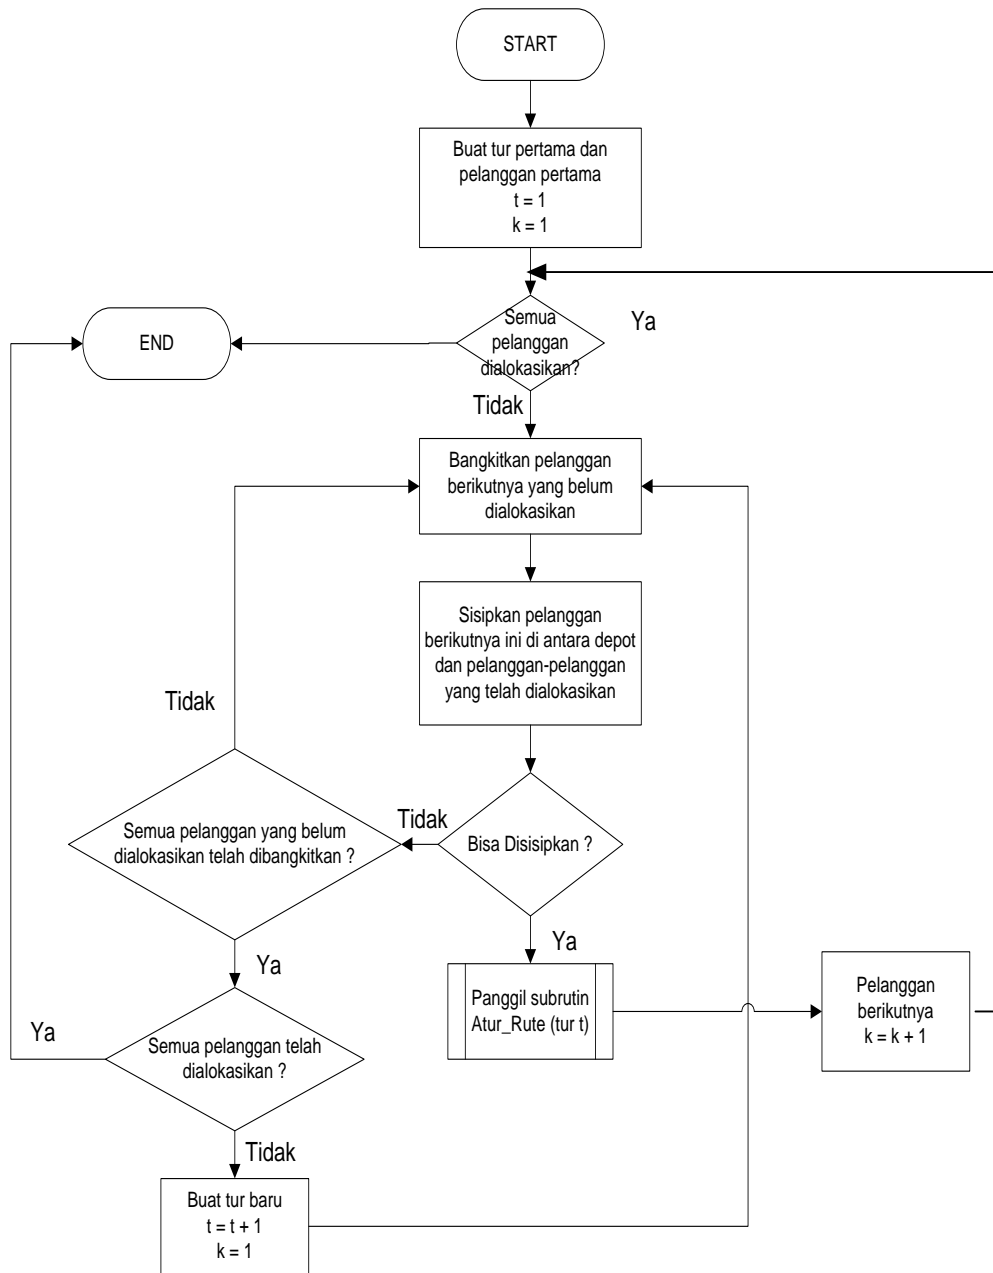 START
Buat tur pertama dan
pelanggan pertama
t = 1
k = 1
Semua
pelanggan
dialokasikan?
Ya
END
Tidak
Bangkitkan pelanggan
berikutnya yang belum
dialokasikan
Sisipkan pelanggan
berikutnya ini di antara depot
dan pelanggan-pelanggan
yang telah dialokasikan
Tidak
Semua pelanggan yang belum
dialokasikan telah dibangkitkan ?
Tidak
Bisa Disisipkan ?
Ya
Ya
Panggil subrutin
Atur_Rute (tur t)
Pelanggan
berikutnya
k = k + 1
Ya
Semua pelanggan telah
dialokasikan ?
Tidak
Buat tur baru
t = t + 1
k = 1